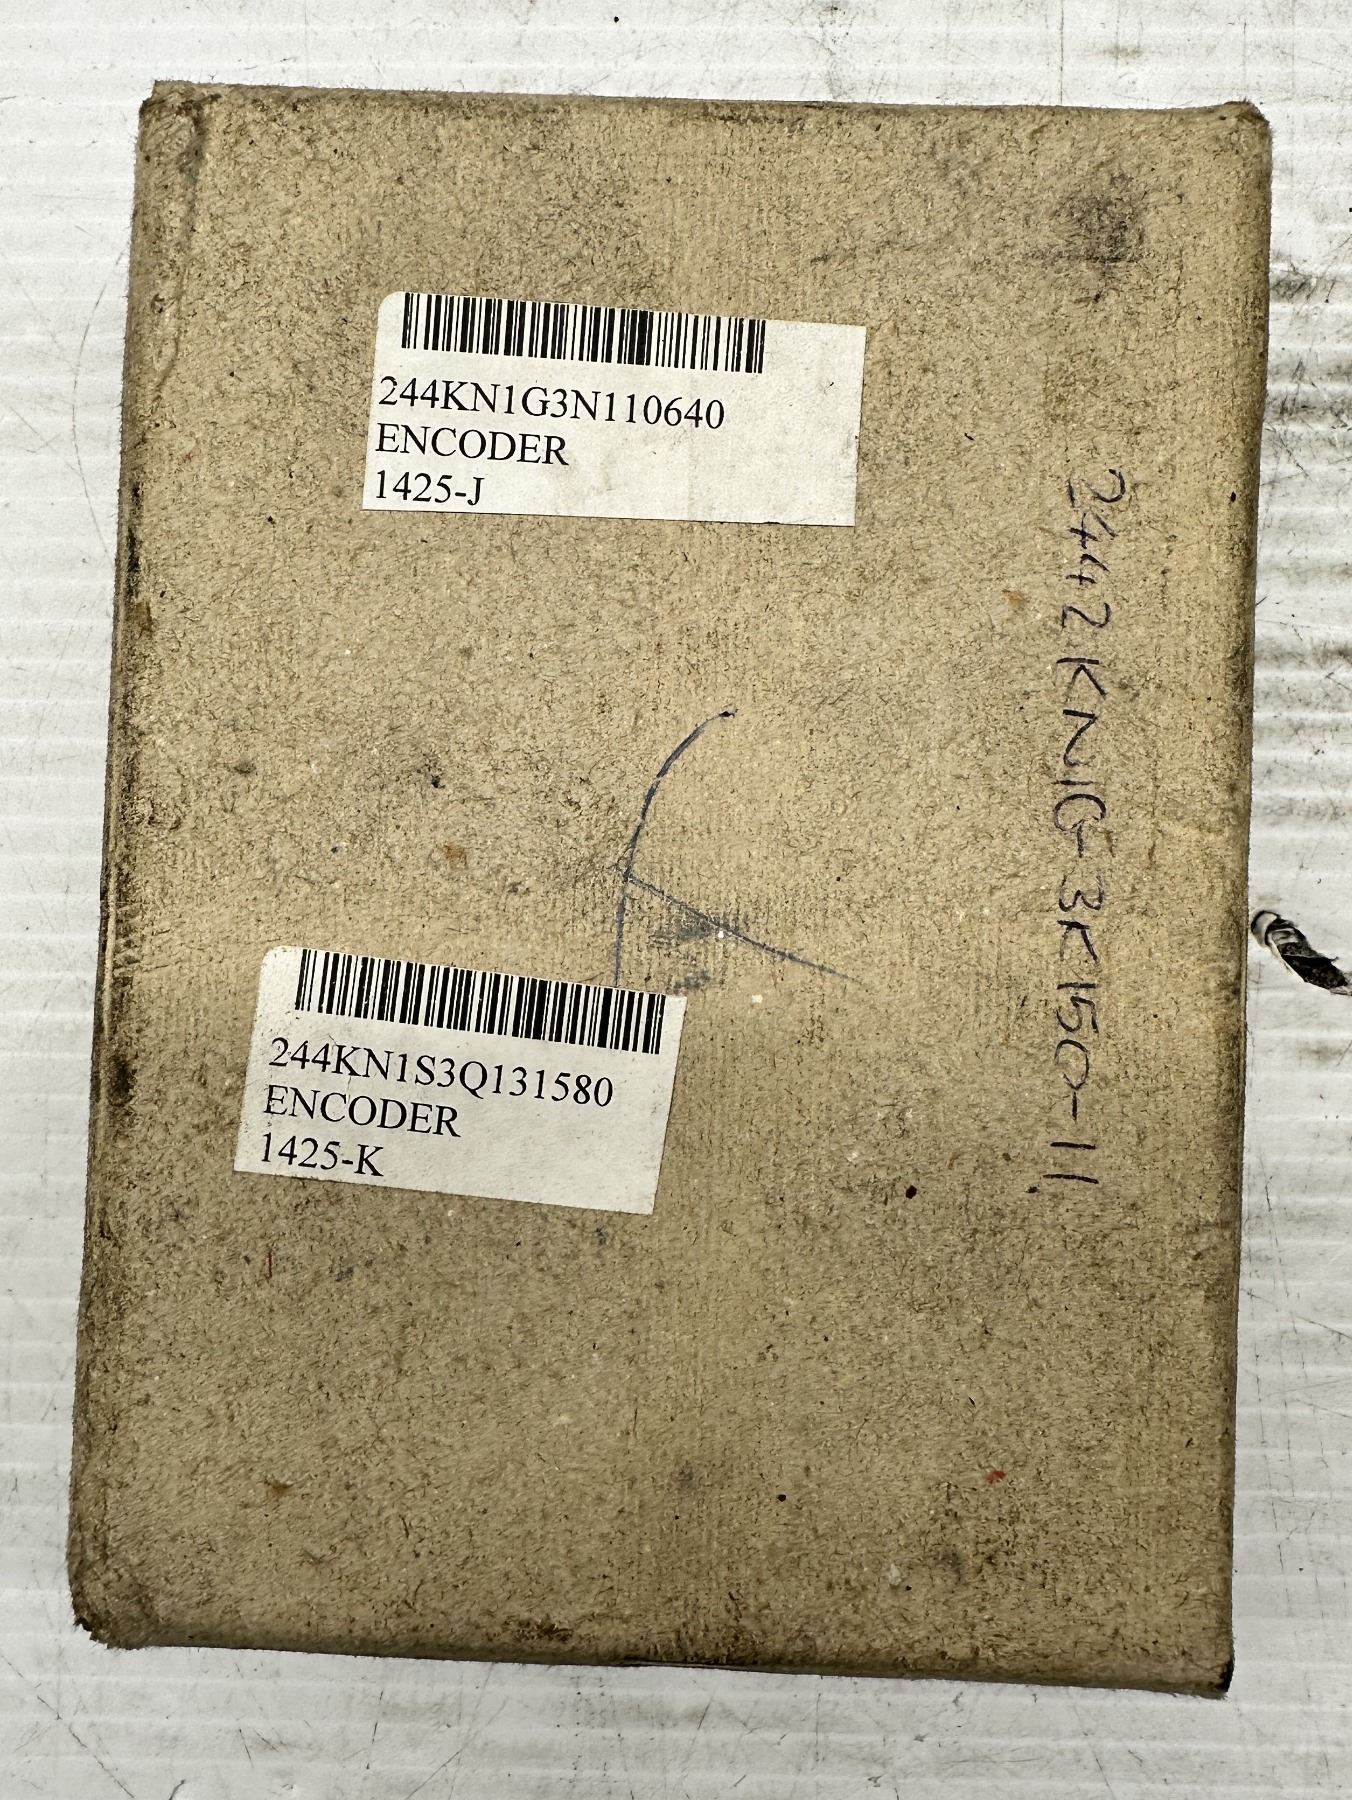 244KN1G3N110640
ENCODER
1425-J
2442KN1G-3K150-11
244KN1S3Q131580
ENCODER
1425-K